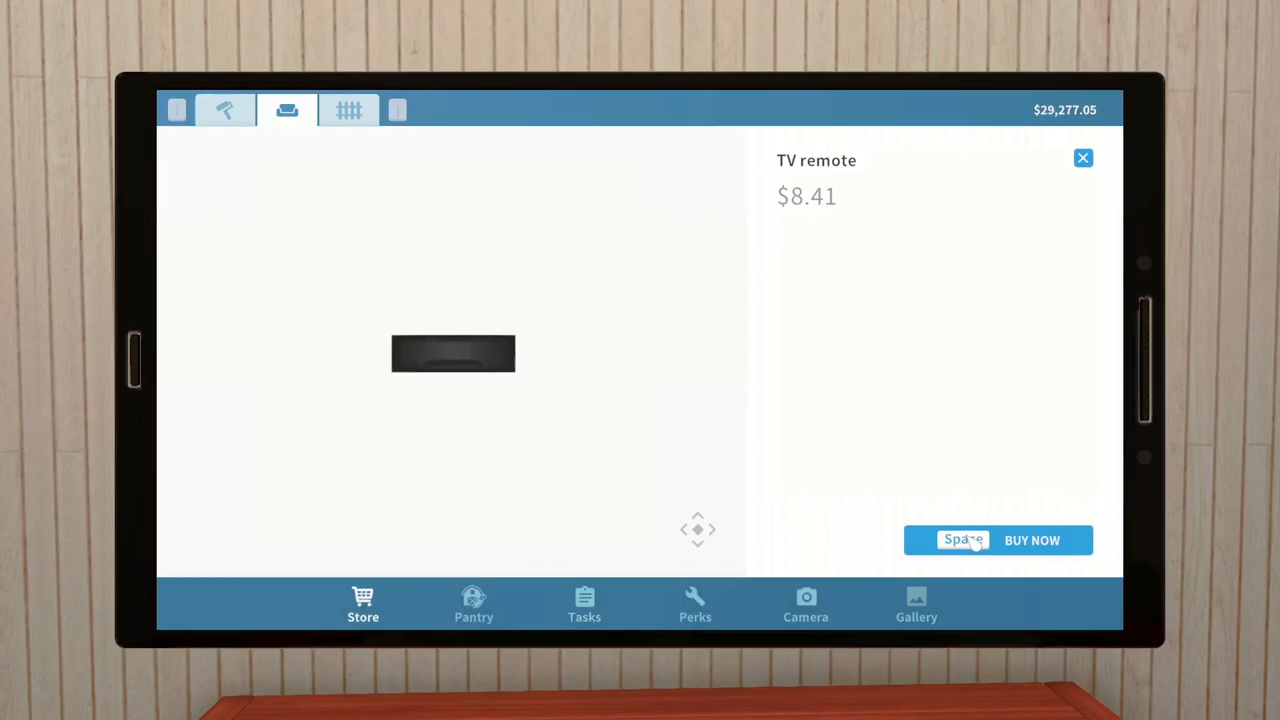 $29,277.05
TV remote
$8.41
Space BUY NOW
Store Pantry Tasks Perks Camera Gallery